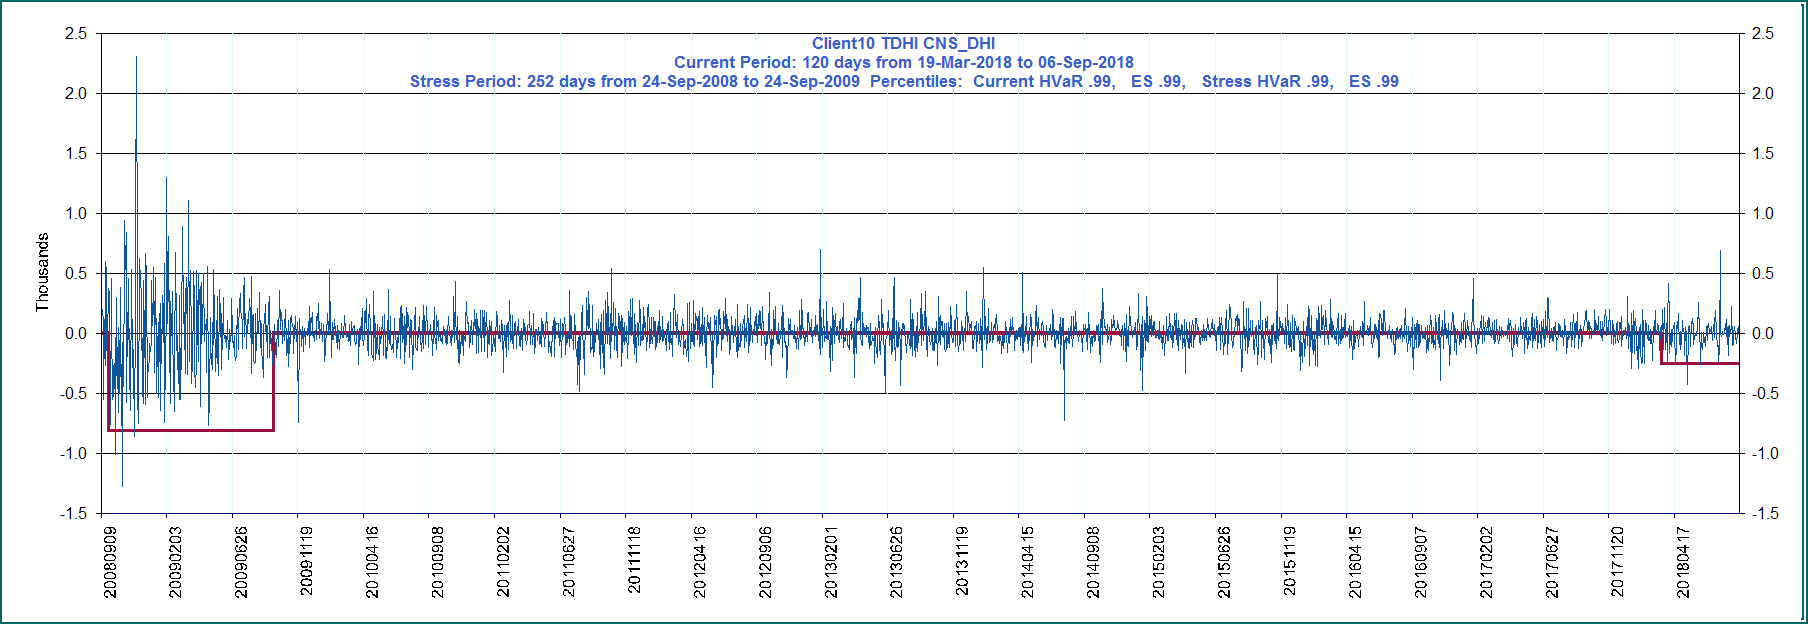 Client10 TDHI CNS_DHI
Current Period: 120 days from 19-Mar-2018 to 06-Sep-2018
Stress Period: 252 days from 24-Sep-2008 to 24-Sep-2009  Percentiles:  Current HVaR .99,   ES .99,   Stress HVaR .99,   ES .99
Thousands
2.5 2.5
2.0 2.0
1.5 1.5
1.0 1.0
0.5 0.5
0.0 0.0
-0.5 -0.5
-1.0 -1.0
-1.5 -1.5
20080909 20090203 20090626 20091119 20100416 20100908 20110202 20110627 20111118 20120416 20120906 20130201 20130626 20131119 20140415 20140908 20150203 20150626 20151119 20160415 20160907 20170202 20170627 20171120 20180417